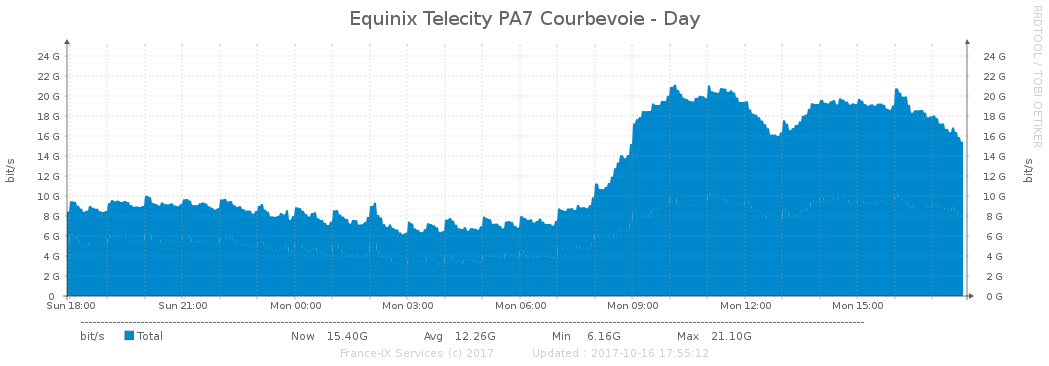 Equinix Telecity PA7 Courbevoie - Day
RRDTOOL / TOBI OETIKER
24 G 24 G
22 G 22 G
20 G 20 G
18 G 18 G
16 G 16 G
14 G 14 G
12 G 12 G
10 G 10 G
8 G 8 G
6 G 6 G
4 G 4 G
2 G 2 G
0 0 G
bit/s
bit/s
Sun 18:00 Sun 21:00 Mon 00:00 Mon 03:00 Mon 06:00 Mon 09:00 Mon 12:00 Mon 15:00
bit/s Total Now 15.40G Avg 12.26G Min 6.16G Max 21.10G
France-IX Services (c) 2017 Updated : 2017-10-16 17:55:12